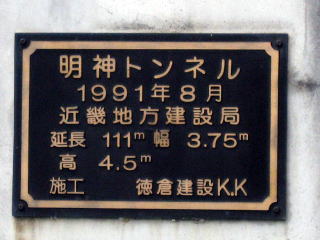 明神トンネル
1991年8月
近畿地方建設局
延長 111m 幅 3.75m
高 4.5m
施工 徳倉建設K.K